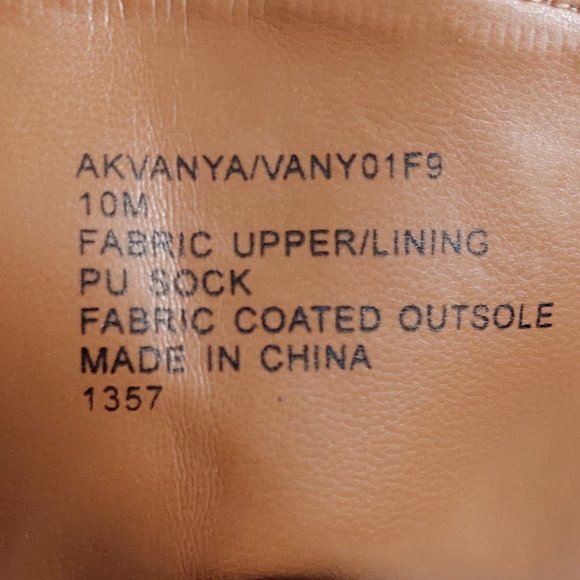 AKVANYA/VANY01F9
10M
FABRIC UPPER/LINING
PU SOCK
FABRIC COATED OUTSOLE
MADE IN CHINA
1357